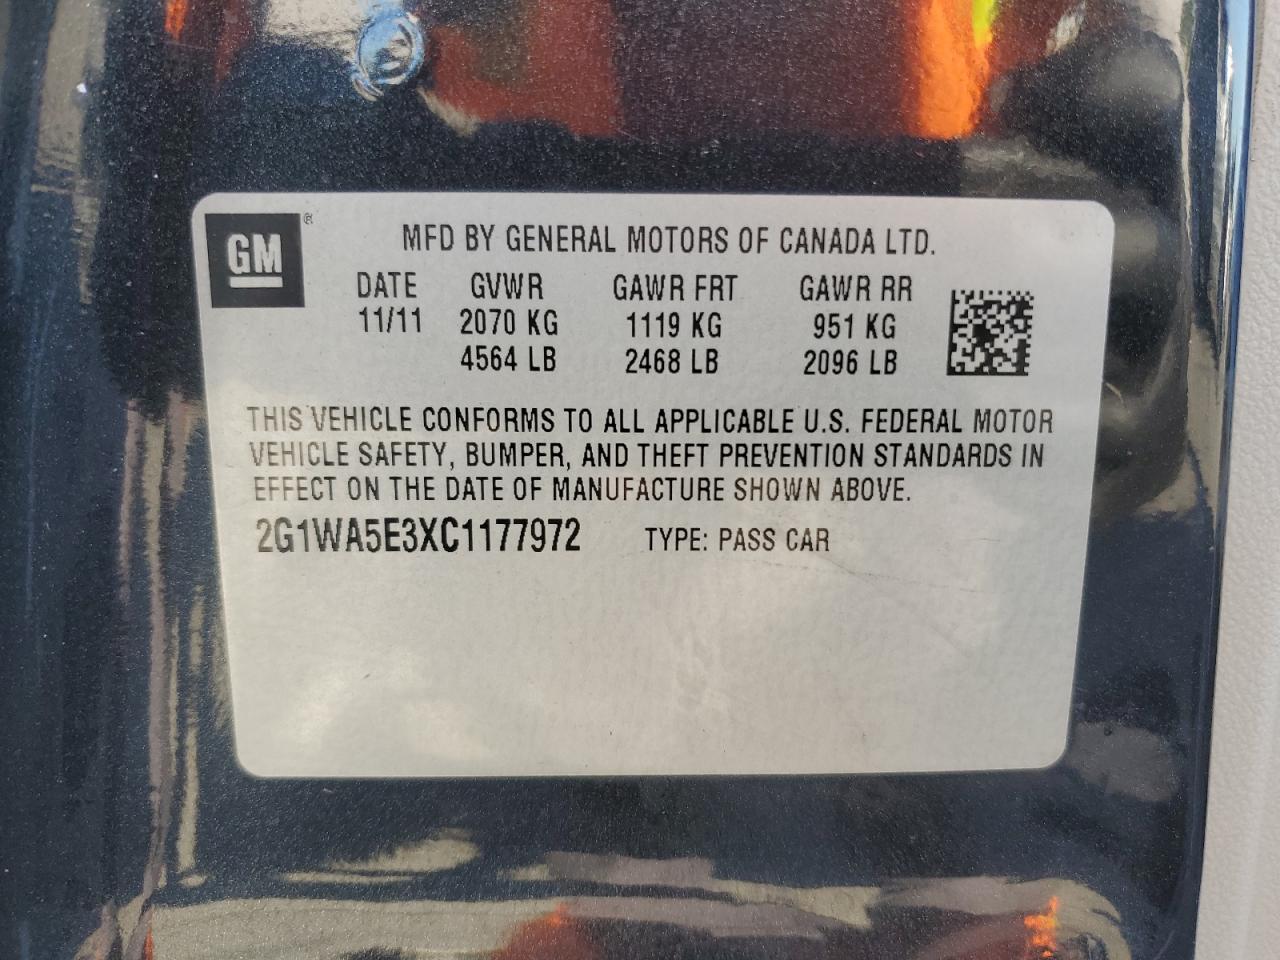 GM ®
MFD BY GENERAL MOTORS OF CANADA LTD.
DATE GVWR GAWR FRT GAWR RR
11/11 2070 KG 1119 KG 951 KG
4564 LB 2468 LB 2096 LB
THIS VEHICLE CONFORMS TO ALL APPLICABLE U.S. FEDERAL MOTOR
VEHICLE SAFETY, BUMPER, AND THEFT PREVENTION STANDARDS IN
EFFECT ON THE DATE OF MANUFACTURE SHOWN ABOVE.
2G1WA5E3XC1177972 TYPE: PASS CAR